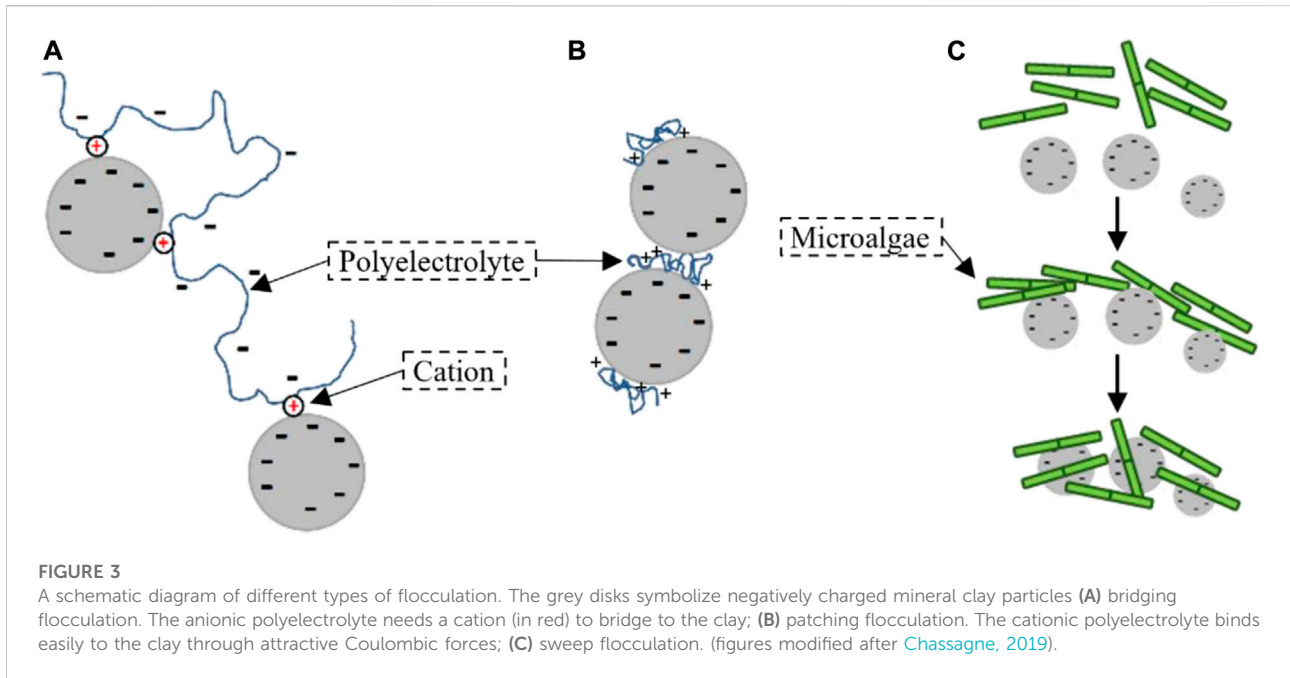 A
B
C
Microalgae
Polyelectrolyte
Cation
FIGURE 3
A schematic diagram of different types of flocculation. The grey disks symbolize negatively charged mineral clay particles (A) bridging
flocculation. The anionic polyelectrolyte needs a cation (in red) to bridge to the clay; (B) patching flocculation. The cationic polyelectrolyte binds
easily to the clay through attractive Coulombic forces; (C) sweep flocculation. (figures modified after Chassagne, 2019).